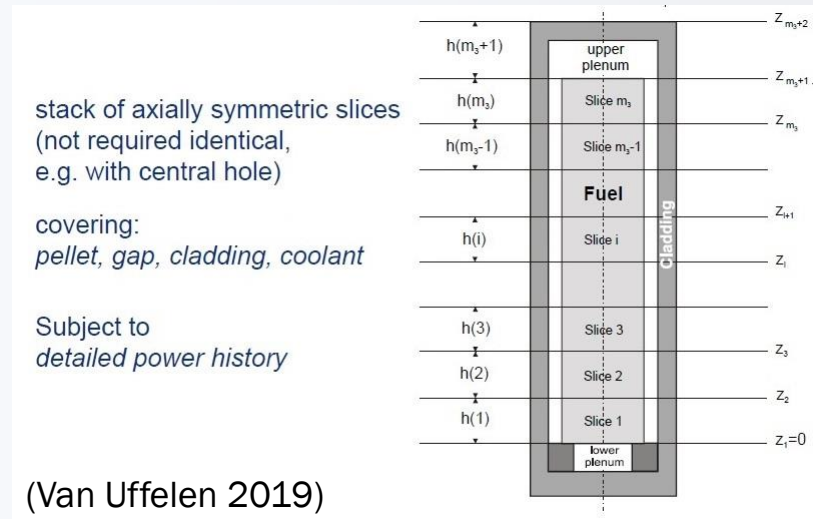 stack of axially symmetric slices
(not required identical,
e.g. with central hole)
covering:
pellet, gap, cladding, coolant
Subject to
detailed power history
(Van Uffelen 2019)
h(m₃+1)
h(m₃)
h(m₃-1)
h(i)
h(3)
h(2)
h(1)
upper
plenum
Slice m₃
Slice m₃-1
Fuel
Slice i
Slice 3
Slice 2
Slice 1
lower
plenum
Cladding
Z m₃+2
Z m₃+1
Z m₃
Z i+1
Z i
Z₃
Z₂
Z₁=0